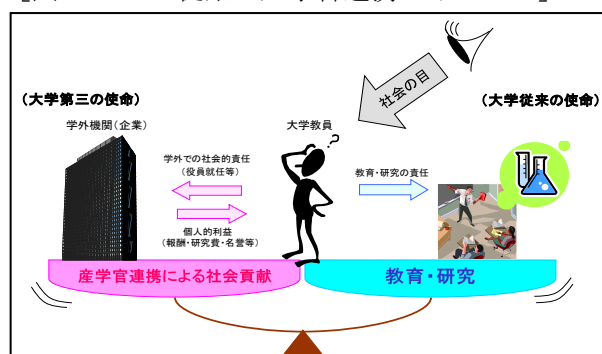 社会の目
(大学第三の使命)
(大学従来の使命)
学外機関(企業)
大学教員
?
学外での社会的責任
(役員就任等)
教育・研究の責任
個人的利益
(報酬・研究費・名誉等)
産学官連携による社会貢献
教育・研究